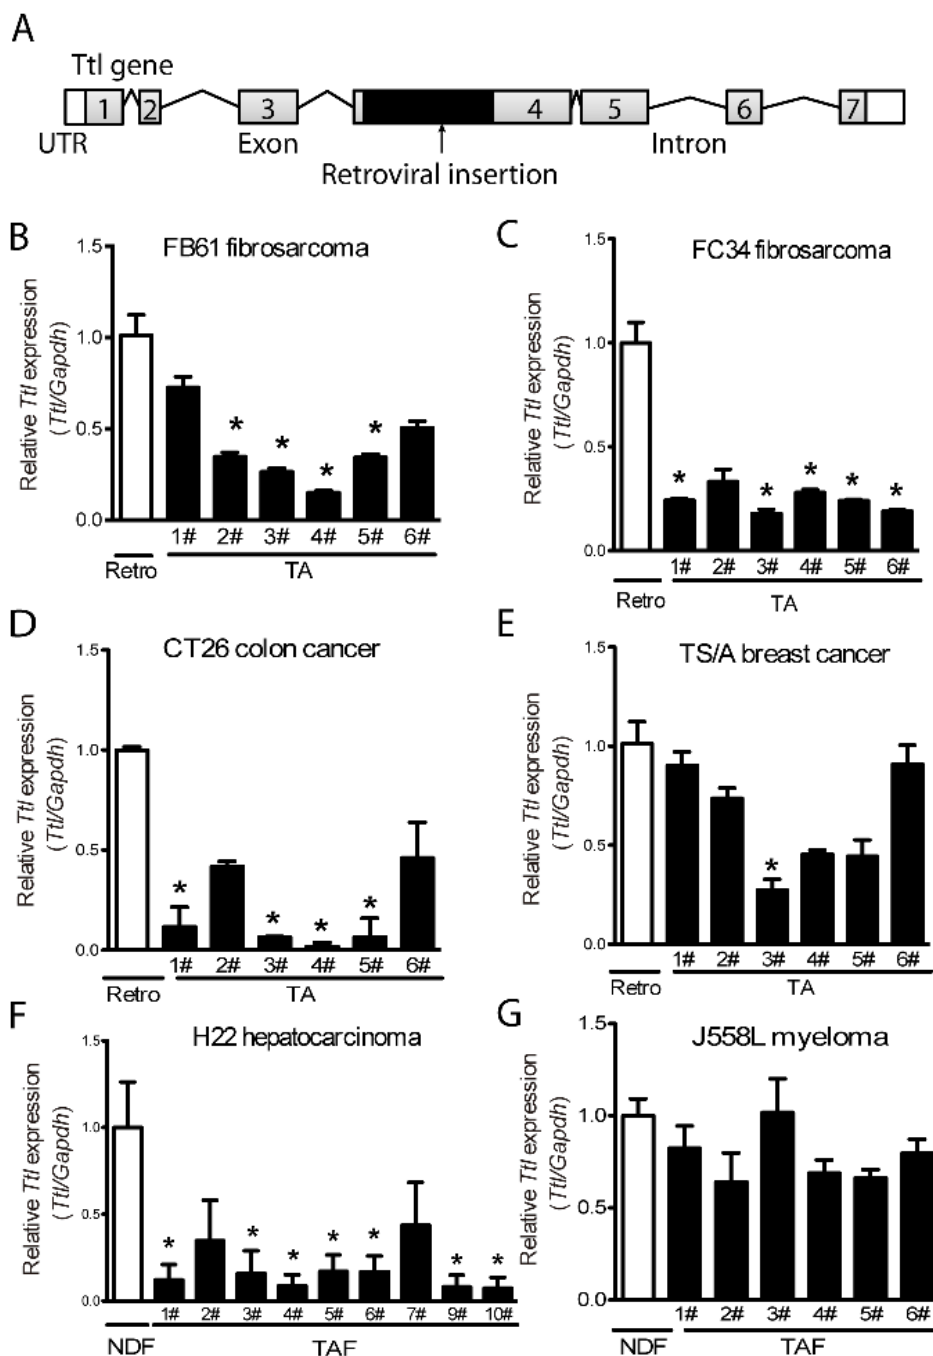 A
Ttl gene
1 2 3 4 5 6 7
UTR Exon Intron
Retroviral insertion
B
FB61 fibrosarcoma
Relative Ttl expression
(Ttl/Gapdh)
1.5
1.0
0.5
0.0
* * * *
1# 2# 3# 4# 5# 6#
Retro TA
C
FC34 fibrosarcoma
Relative Ttl expression
(Ttl/Gapdh)
1.5
1.0
0.5
0.0
* * * * *
1# 2# 3# 4# 5# 6#
Retro TA
D
CT26 colon cancer
Relative Ttl expression
(Ttl/Gapdh)
1.5
1.0
0.5
0.0
* * * *
1# 2# 3# 4# 5# 6#
Retro TA
E
TS/A breast cancer
Relative Ttl expression
(Ttl/Gapdh)
1.5
1.0
0.5
0.0
*
1# 2# 3# 4# 5# 6#
Retro TA
F
H22 hepatocarcinoma
Relative Ttl expression
(Ttl/Gapdh)
1.5
1.0
0.5
0.0
* * * * * * *
1# 2# 3# 4# 5# 6# 7# 9# 10#
NDF TAF
G
J558L myeloma
Relative Ttl expression
(Ttl/Gapdh)
1.5
1.0
0.5
0.0
1# 2# 3# 4# 5# 6#
NDF TAF